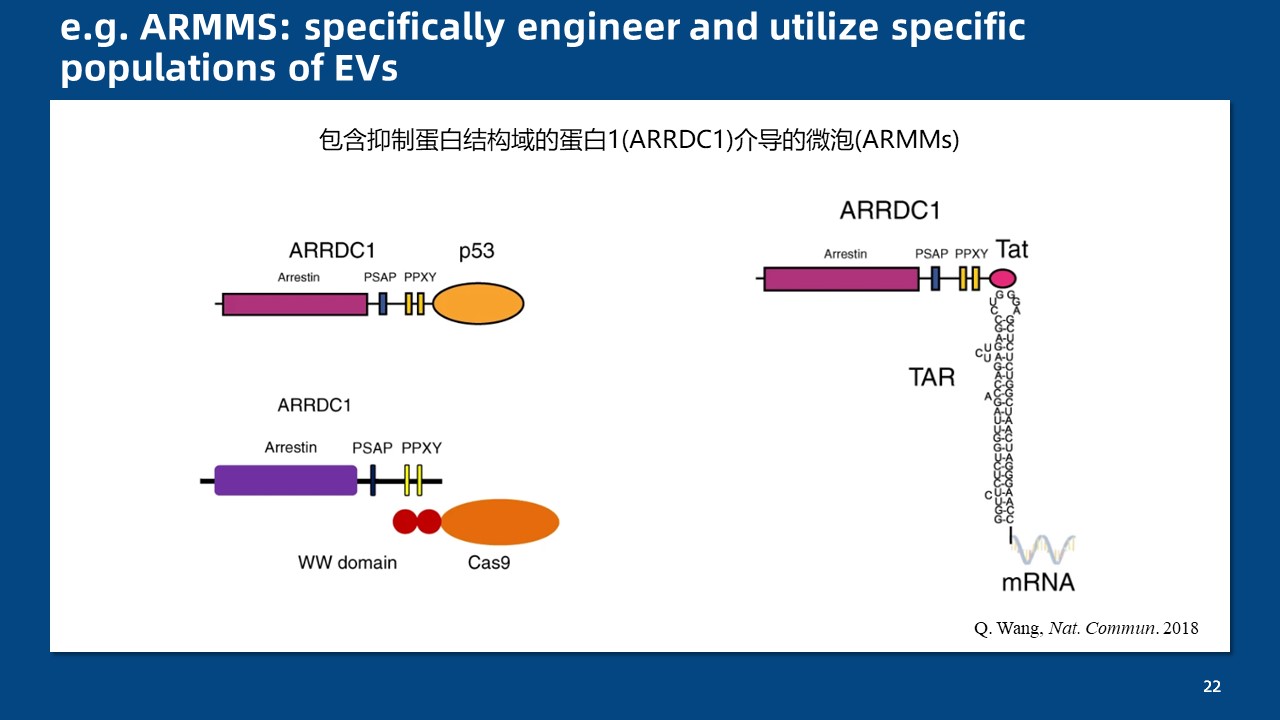 e.g. ARMMS: specifically engineer and utilize specific
populations of EVs
包含抑制蛋白结构域的蛋白1(ARRDC1)介导的微泡(ARMMs)
ARRDC1 p53
Arrestin PSAP PPXY
ARRDC1
Arrestin PSAP PPXY
WW domain Cas9
ARRDC1
Arrestin PSAP PPXY Tat
TAR
mRNA
Q. Wang, Nat. Commun. 2018
22